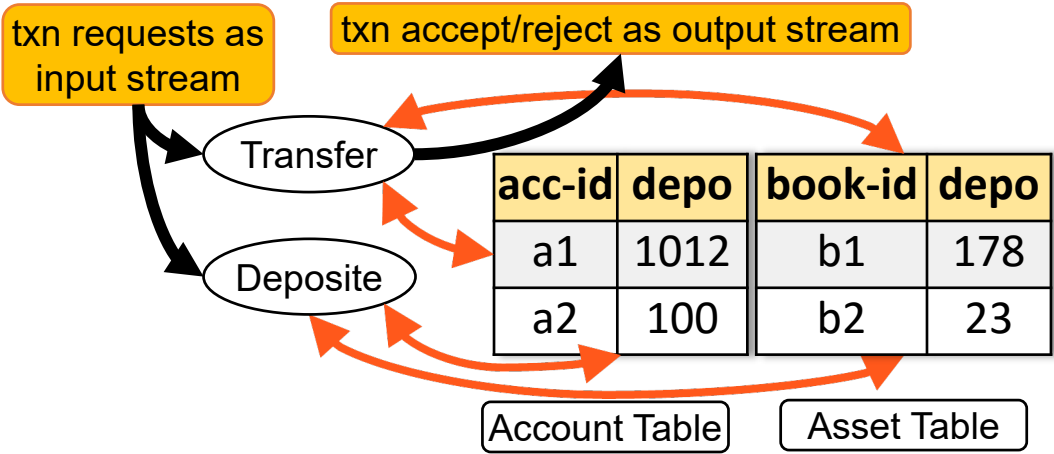 txn requests as
input stream
txn accept/reject as output stream
Transfer
Deposite
acc-id depo
a1 1012
a2 100
book-id depo
b1 178
b2 23
Account Table
Asset Table